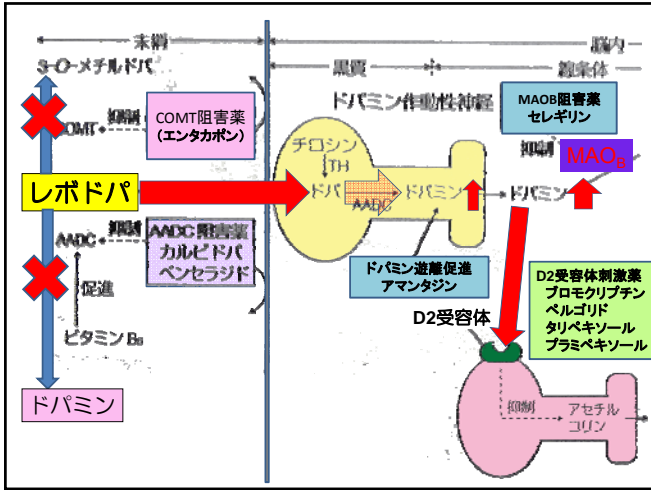 末梢
脳内
3-O-メチルドパ
黒質
線条体
ドパミン作動性神経
MAOB阻害薬
セレギリン
COMT
抑制
COMT阻害薬
(エンタカポン)
抑制
MAOB
チロシン
TH
レボドパ
ドパ
AADC
ドパミン
ドパミン
AADC
抑制
AADC阻害薬
カルビドパ
ベンセラジド
促進
ビタミンB6
ドパミン遊離促進
アマンタジン
D2受容体刺激薬
ブロモクリプチン
ペルゴリド
タリペキソール
プラミペキソール
D2受容体
ドパミン
抑制
アセチル
コリン